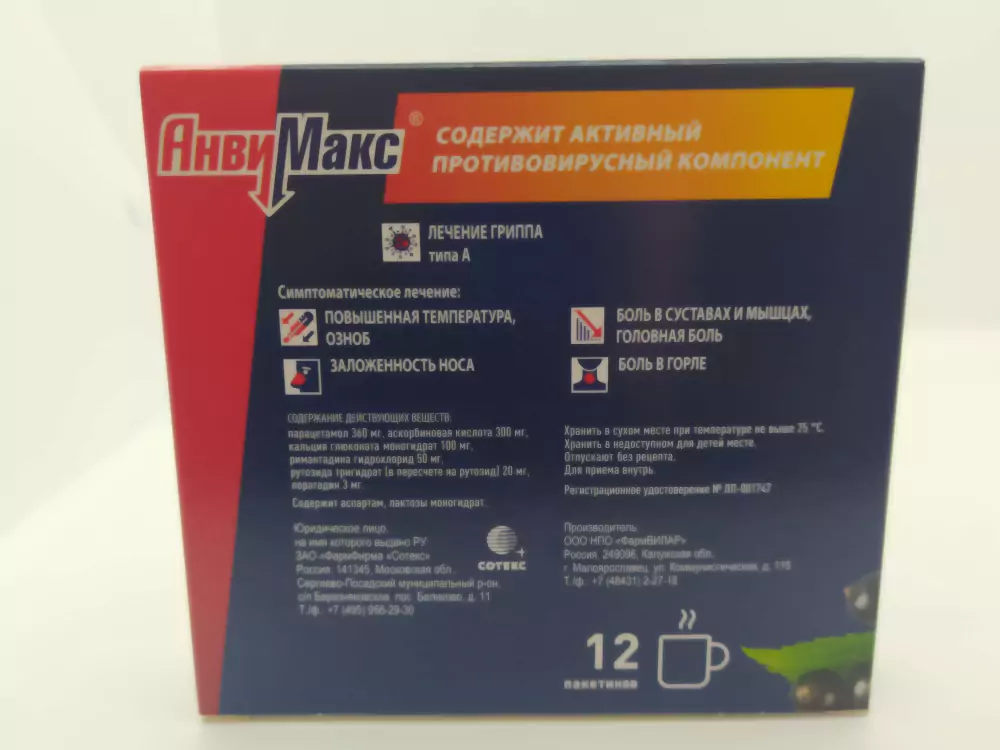 АнвиМакс®
СОДЕРЖИТ АКТИВНЫЙ
ПРОТИВОВИРУСНЫЙ КОМПОНЕНТ
ЛЕЧЕНИЕ ГРИППА
типа А
Симптоматическое лечение:
ПОВЫШЕННАЯ ТЕМПЕРАТУРА,
ОЗНОБ
ЗАЛОЖЕННОСТЬ НОСА
БОЛЬ В СУСТАВАХ И МЫШЦАХ,
ГОЛОВНАЯ БОЛЬ
БОЛЬ В ГОРЛЕ
СОДЕРЖАНИЕ ДЕЙСТВУЮЩИХ ВЕЩЕСТВ:
парацетамол 360 мг, аскорбиновая кислота 300 мг,
кальция глюконата моногидрат 100 мг,
римантадина гидрохлорид 50 мг,
рутозида тригидрат (в пересчете на рутозид) 20 мг,
лоратадин 3 мг.
Содержит аспартам, лактозы моногидрат.
Хранить в сухом месте при температуре не выше 25 °С.
Хранить в недоступном для детей месте.
Отпускают без рецепта.
Для приема внутрь.
Регистрационное удостоверение № ЛП-001747
Юридическое лицо,
на имя которого выдано РУ
ЗАО «ФармФирма «Сотекс»
Россия, 141345, Московская обл.,
Сергиево-Посадский муниципальный р-он,
с/п Березняковское, пос. Беликово, д. 11
Т./ф. +7 (495) 956-29-30
СОТЕКС
Производитель
ООО НПО «ФармВИЛАР»
Россия, 249096, Калужская обл.,
г. Малоярославец, ул. Коммунистическая, д. 115
Т./ф. +7 (48431) 2-27-18
12
пакетиков